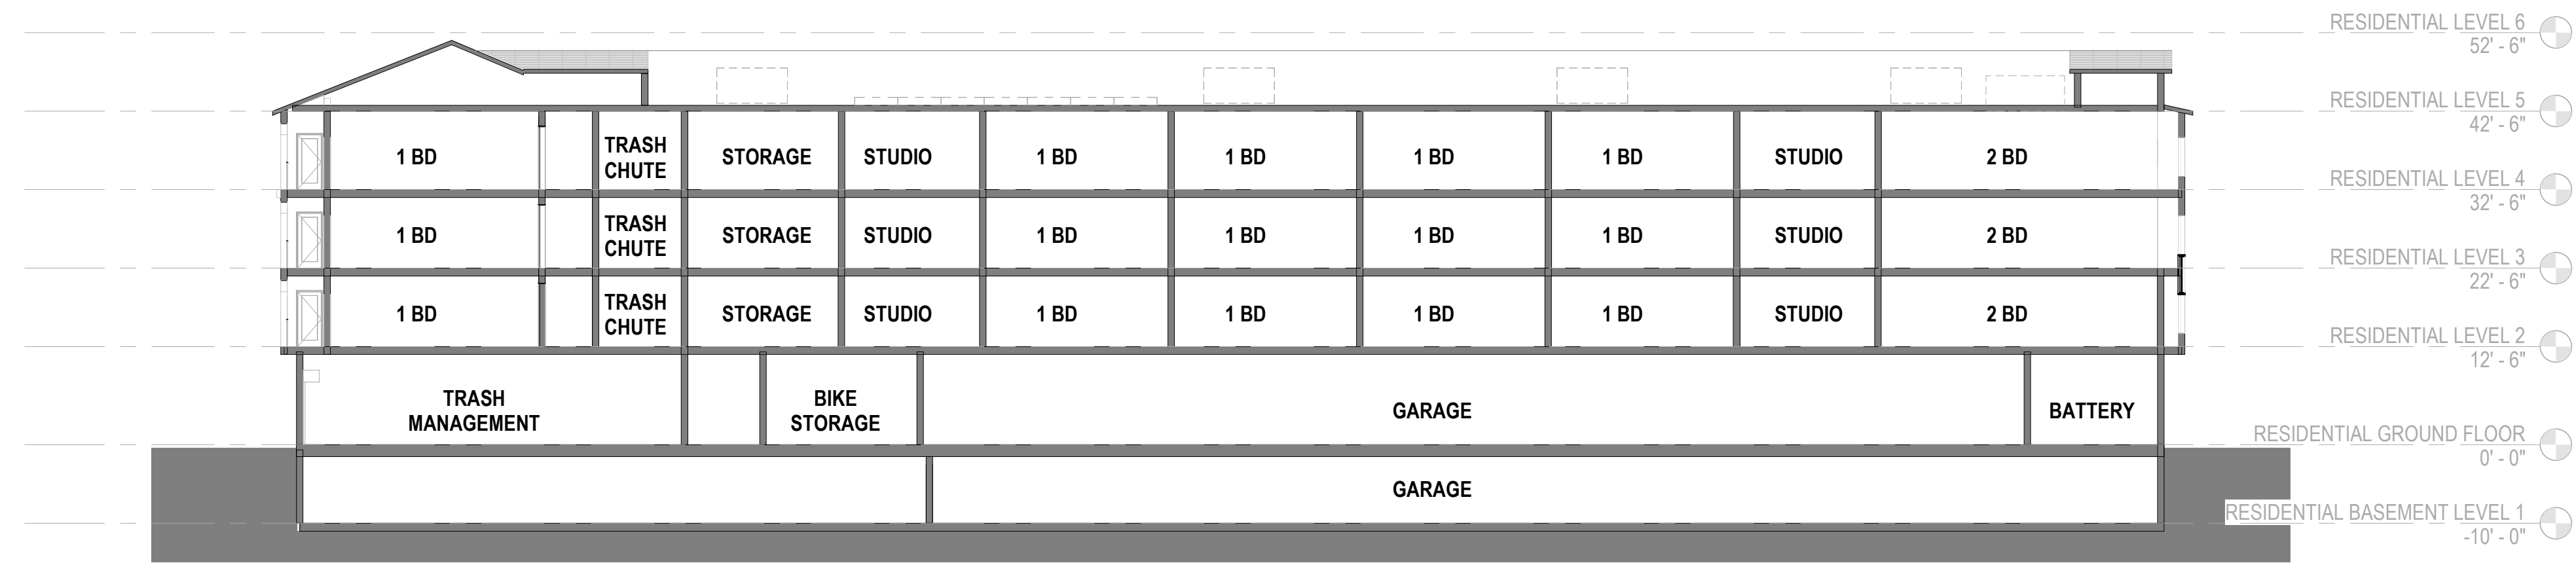 RESIDENTIAL LEVEL 6
52' - 6"
RESIDENTIAL LEVEL 5
42' - 6"
1 BD
TRASH
CHUTE
STORAGE
STUDIO
1 BD
1 BD
1 BD
1 BD
STUDIO
2 BD
RESIDENTIAL LEVEL 4
32' - 6"
1 BD
TRASH
CHUTE
STORAGE
STUDIO
1 BD
1 BD
1 BD
1 BD
STUDIO
2 BD
RESIDENTIAL LEVEL 3
22' - 6"
1 BD
TRASH
CHUTE
STORAGE
STUDIO
1 BD
1 BD
1 BD
1 BD
STUDIO
2 BD
RESIDENTIAL LEVEL 2
12' - 6"
TRASH
MANAGEMENT
BIKE
STORAGE
GARAGE
BATTERY
RESIDENTIAL GROUND FLOOR
0' - 0"
GARAGE
RESIDENTIAL BASEMENT LEVEL 1
-10' - 0"